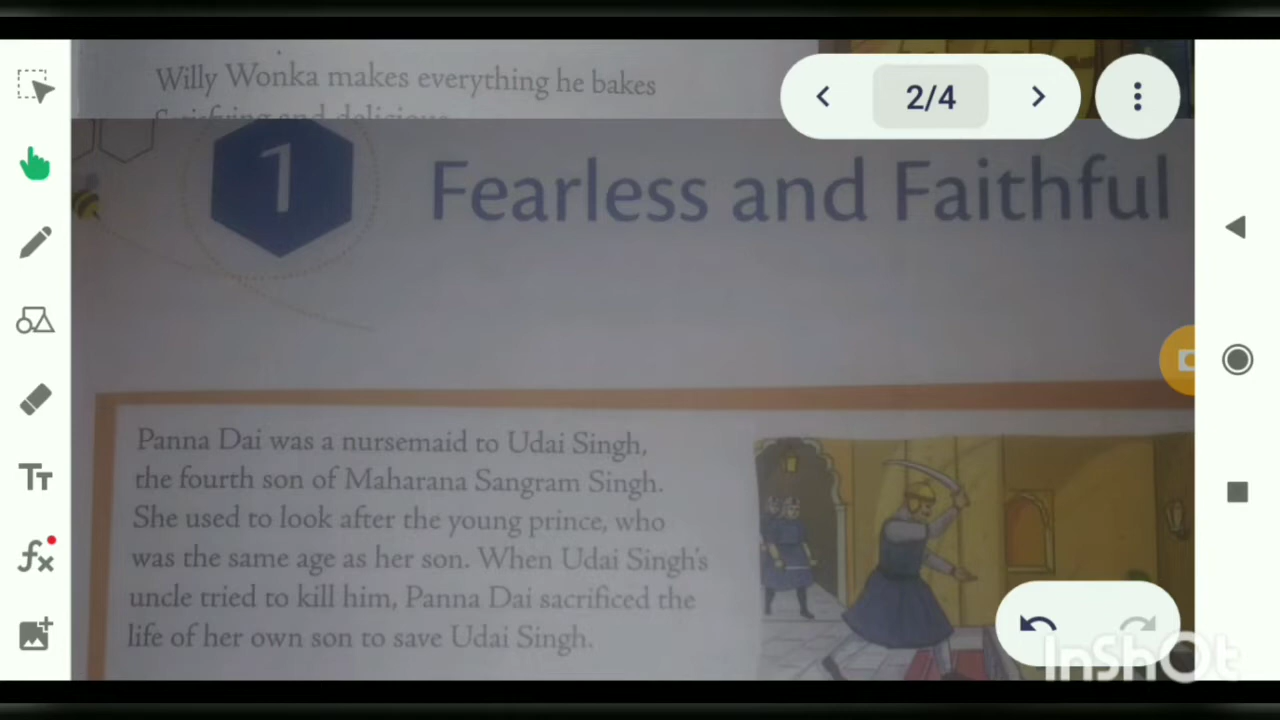 Willy Wonka makes everything he bakes
2/4
1
Fearless and Faithful
Panna Dai was a nursemaid to Udai Singh,
the fourth son of Maharana Sangram Singh.
She used to look after the young prince, who
was the same age as her son. When Udai Singh's
uncle tried to kill him, Panna Dai sacrificed the
life of her own son to save Udai Singh.
TT
fx
InShOt